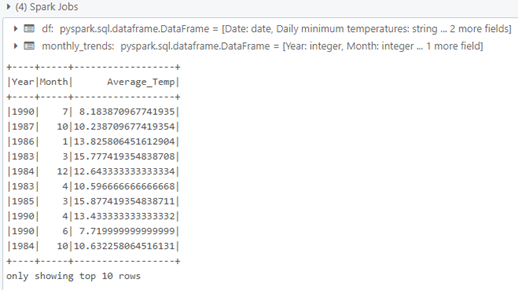 (4) Spark Jobs
df: pyspark.sql.dataframe.DataFrame = [Date: date, Daily minimum temperatures: string ... 2 more fields]
monthly_trends: pyspark.sql.dataframe.DataFrame = [Year: integer, Month: integer ... 1 more field]
+----+-----+------------------+
|Year|Month|      Average_Temp|
+----+-----+------------------+
|1990|    7| 8.183870967741935|
|1987|   10|10.238709677419354|
|1986|    1|13.825806451612904|
|1983|    3|15.777419354838708|
|1984|   12|12.643333333333334|
|1983|    4|10.596666666666668|
|1985|    3|15.877419354838711|
|1990|    4|13.433333333333332|
|1990|    6| 7.719999999999999|
|1984|   10|10.632258064516131|
+----+-----+------------------+
only showing top 10 rows